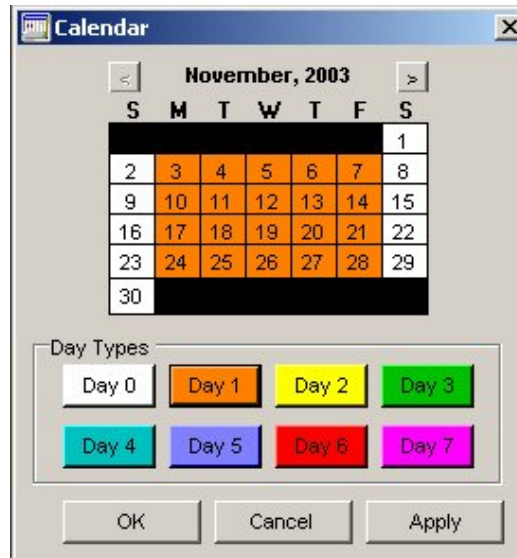 Calendar
< November, 2003 >
S M T W T F S
1
2 3 4 5 6 7 8
9 10 11 12 13 14 15
16 17 18 19 20 21 22
23 24 25 26 27 28 29
30
Day Types
Day 0 Day 1 Day 2 Day 3
Day 4 Day 5 Day 6 Day 7
OK Cancel Apply